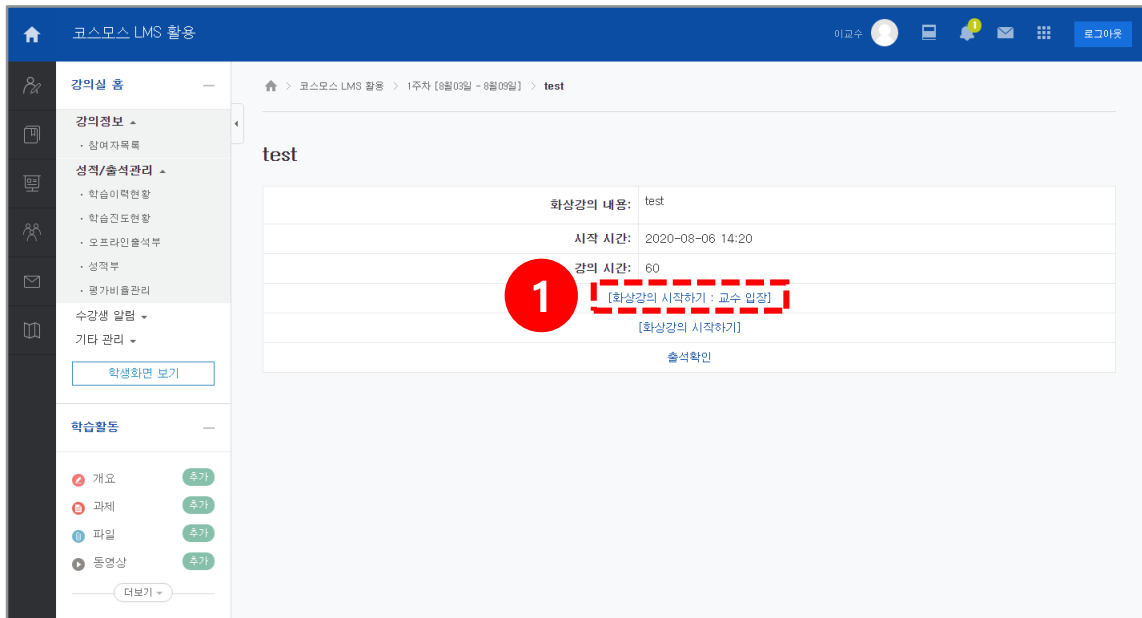 코스모스 LMS 활용
이교수
1
로그아웃
강의실 홈
코스모스 LMS 활용 > 1주차 [8월03일 - 8월09일] > test
강의정보
· 참여자목록
성적/출석관리
· 학습이력현황
· 학습진도현황
· 오프라인출석부
· 성적부
· 평가비율관리
수강생 알림
기타 관리
학생화면 보기
학습활동
개요 추가
과제 추가
파일 추가
동영상 추가
더보기
test
화상강의 내용: test
시작 시간: 2020-08-06 14:20
강의 시간: 60
1
[화상강의 시작하기 : 교수 입장]
[화상강의 시작하기]
출석확인